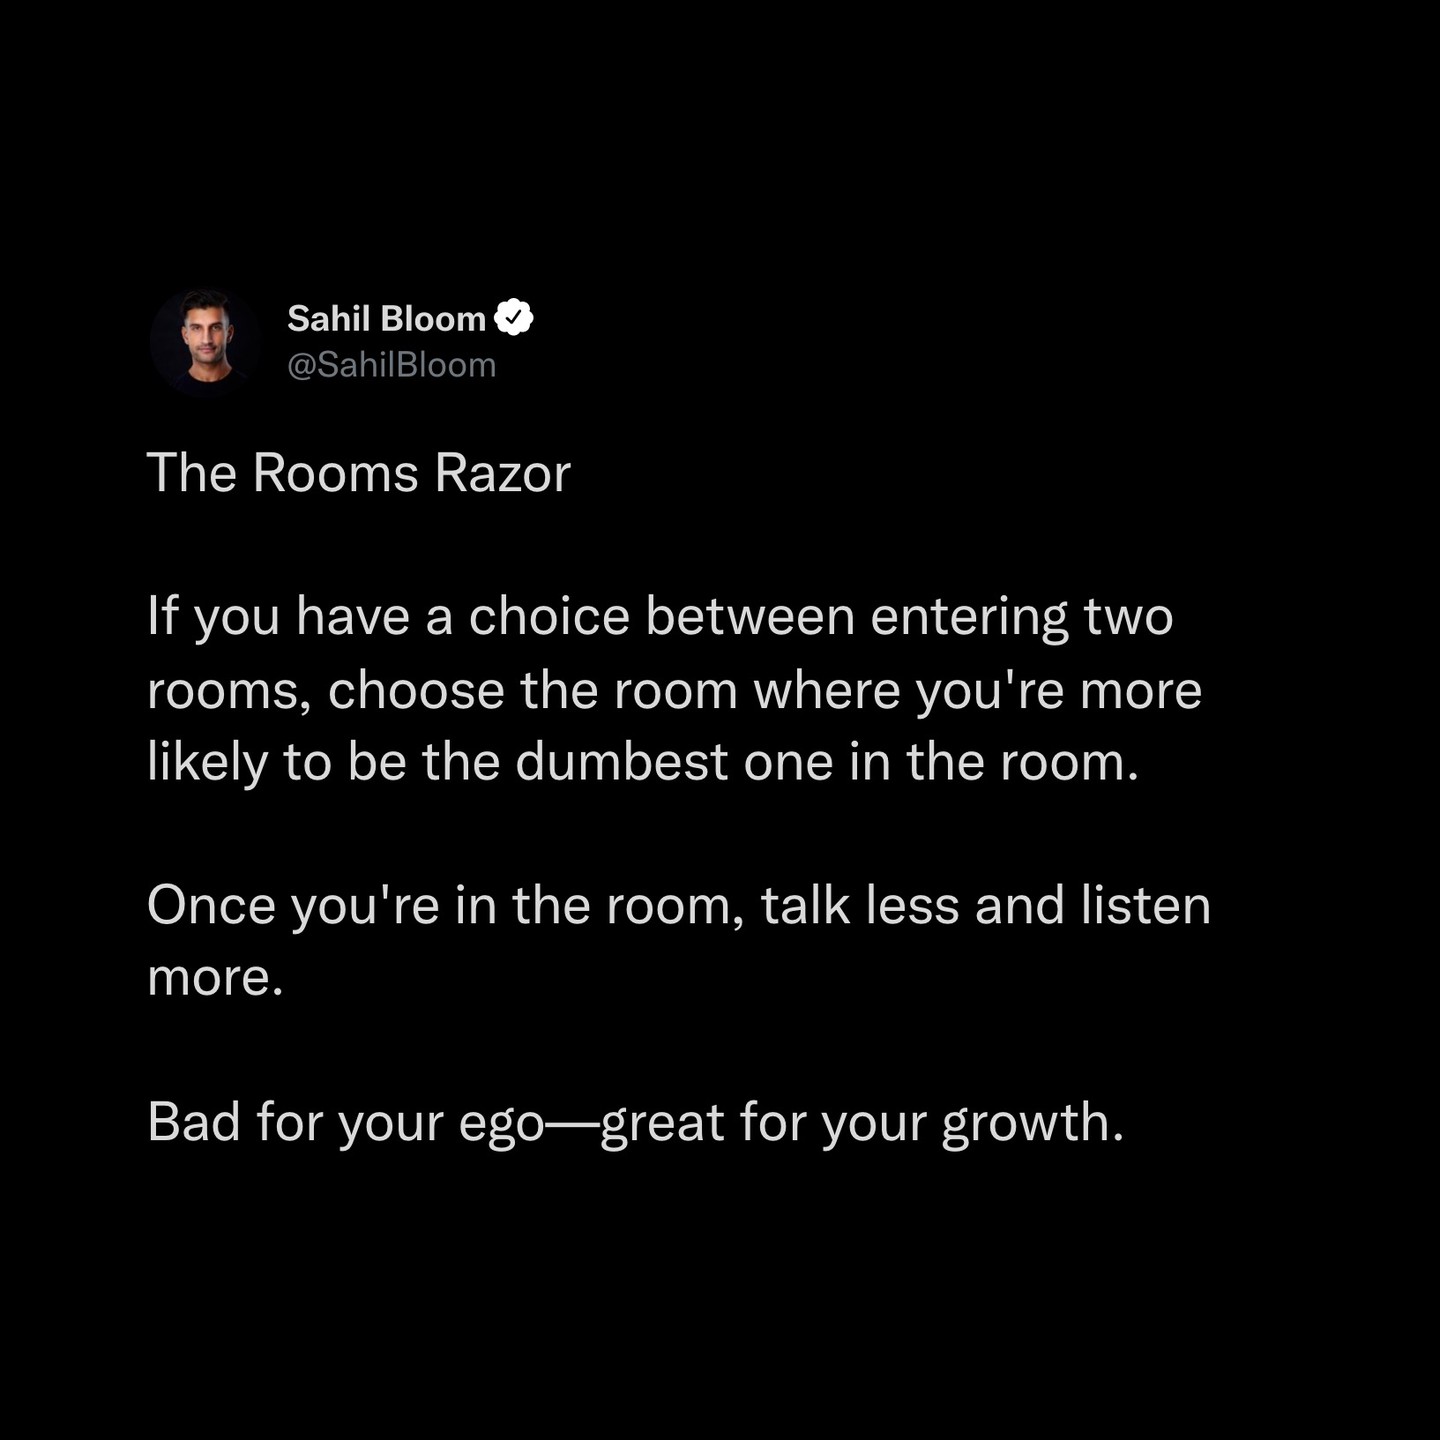 Sahil Bloom
@SahilBloom
The Rooms Razor
If you have a choice between entering two
rooms, choose the room where you're more
likely to be the dumbest one in the room.
Once you're in the room, talk less and listen
more.
Bad for your ego—great for your growth.